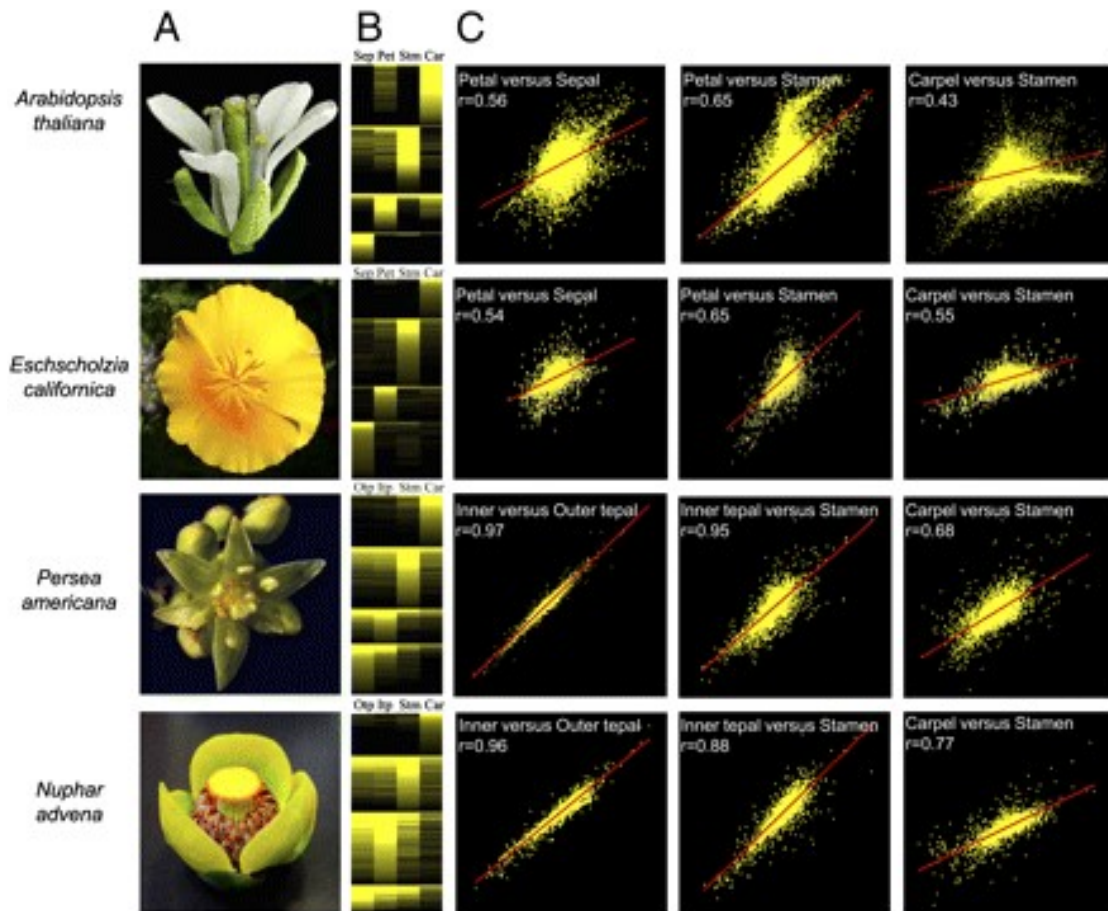 A B C
Sep Pet Stm Car
Arabidopsis
thaliana
Petal versus Sepal
r=0.56
Petal versus Stamen
r=0.65
Carpel versus Stamen
r=0.43
Sep Pet Stm Car
Eschscholzia
californica
Petal versus Sepal
r=0.54
Petal versus Stamen
r=0.65
Carpel versus Stamen
r=0.55
Otp Itp Stm Car
Persea
americana
Inner versus Outer tepal
r=0.97
Inner tepal versus Stamen
r=0.95
Carpel versus Stamen
r=0.68
Otp Itp Stm Car
Nuphar
advena
Inner versus Outer tepal
r=0.96
Inner tepal versus Stamen
r=0.88
Carpel versus Stamen
r=0.77